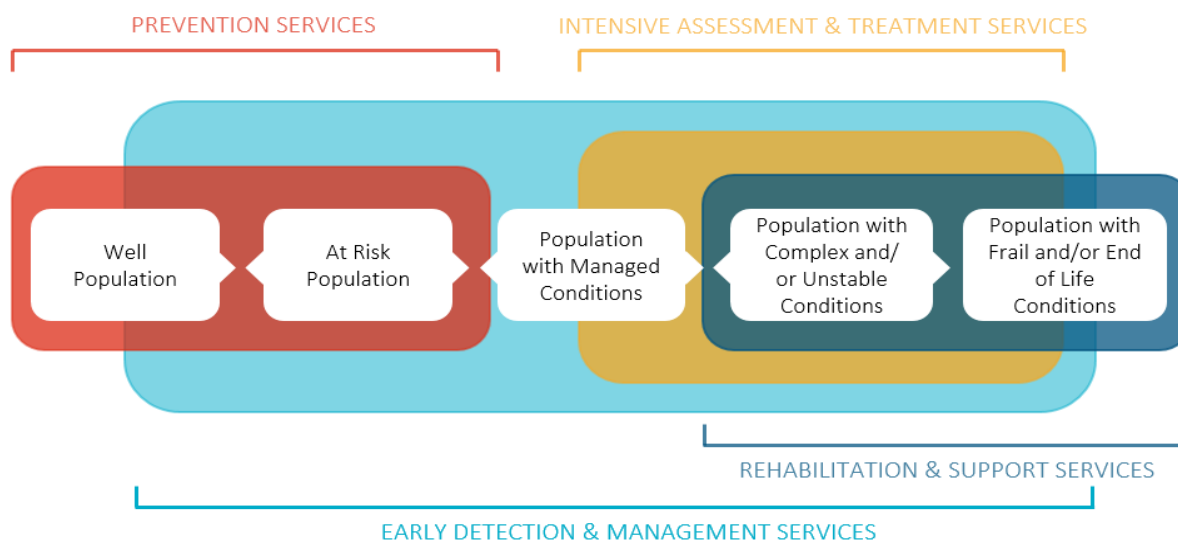 PREVENTION SERVICES
INTENSIVE ASSESSMENT & TREATMENT SERVICES
Well
Population
At Risk
Population
Population
with Managed
Conditions
Population with
Complex and/
or Unstable
Conditions
Population with
Frail and/or End
of Life
Conditions
REHABILITATION & SUPPORT SERVICES
EARLY DETECTION & MANAGEMENT SERVICES